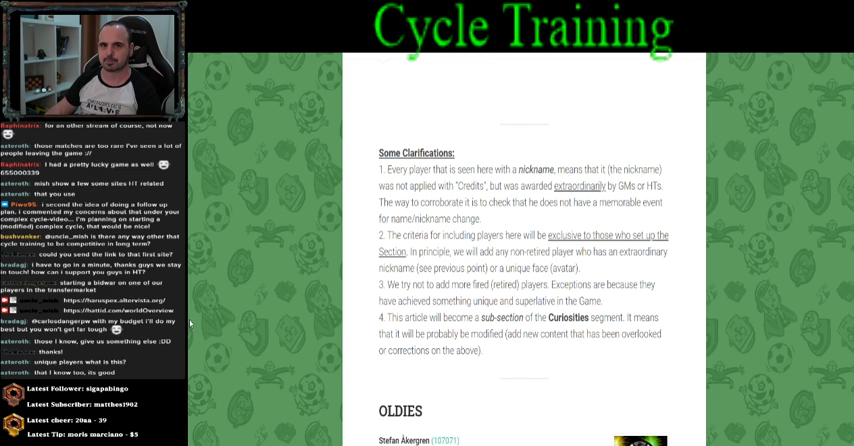 Cycle Training
Raphinatrix: for an other stream of course, not now
azteroth: those matches are too rare I've seen a lot of
people leaving the game ://
Raphinatrix: I had a pretty lucky game as well
655000339
azteroth: mish show a few some sites HT related
azteroth: that you use
Piwo95: i second the idea of doing a follow up
plan. i commented my concerns about that under your
complex cycle-video... I'm planning on starting a
(modified) complex cycle, that would be nice!
bushvanker: @uncle_mish is there any way other that
cycle training to be competitive in long term?
could you send the link to that first site?
bradagj: i have to go in a minute, thanks guys we stay
in touch! how can i support you guys in HT?
starting a bidwar on one of our
players in the transfermarket
uncle_mish: https://haruspex.altervista.org/
uncle_mish: https://hattid.com/worldOverview
bradagj: @carlosdangerpw with my budget i'll do my
best but you won't get far tough
azteroth: those I know, give us something else :DD
thanks!
azteroth: unique players what is this?
azteroth: that I know too, its good
Latest Follower: sigapabingo
Latest Subscriber: matthes1902
Latest cheer: 20aa - 39
Latest Tip: moris marciano - $5
Some Clarifications:
1. Every player that is seen here with a nickname, means that it (the nickname)
was not applied with "Credits", but was awarded extraordinarily by GMs or HTs.
The way to corroborate it is to check that he does not have a memorable event
for name/nickname change.
2. The criteria for including players here will be exclusive to those who set up the
Section. In principle, we will add any non-retired player who has an extraordinary
nickname (see previous point) or a unique face (avatar).
3. We try not to add more fired (retired) players. Exceptions are because they
have achieved something unique and superlative in the Game.
4. This article will become a sub-section of the Curiosities segment. It means
that it will be probably be modified (add new content that has been overlooked
or corrections on the above).
OLDIES
Stefan Åkergren (107071)